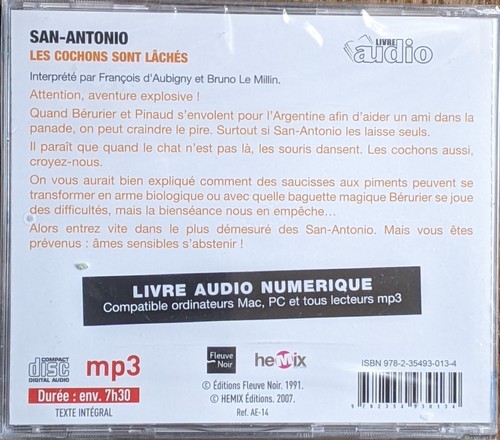 SAN-ANTONIO
LES COCHONS SONT LÂCHÉS
LIVRE
audio
Interprété par François d'Aubigny et Bruno Le Millin.
Attention, aventure explosive !
Quand Bérurier et Pinaud s'envolent pour l'Argentine afin d'aider un ami dans la
panade, on peut craindre le pire. Surtout si San-Antonio les laisse seuls.
Il paraît que quand le chat n'est pas là, les souris dansent. Les cochons aussi,
croyez-nous.
On vous aurait bien expliqué comment des saucisses aux piments peuvent se
transformer en arme biologique ou avec quelle baguette magique Bérurier se joue
des difficultés, mais la bienséance nous en empêche...
Alors entrez vite dans le plus démesuré des San-Antonio. Mais vous êtes
prévenus : âmes sensibles s'abstenir !
LIVRE AUDIO NUMERIQUE
Compatible ordinateurs Mac, PC et tous lecteurs mp3
COMPACT
disc
DIGITAL AUDIO
mp3
Durée : env. 7h30
TEXTE INTÉGRAL
Fleuve
Noir
heMix
© Éditions Fleuve Noir. 1991.
© HEMIX Éditions. 2007.
Ref. AE-14
ISBN 978-2-35493-013-4
9 782354 930134